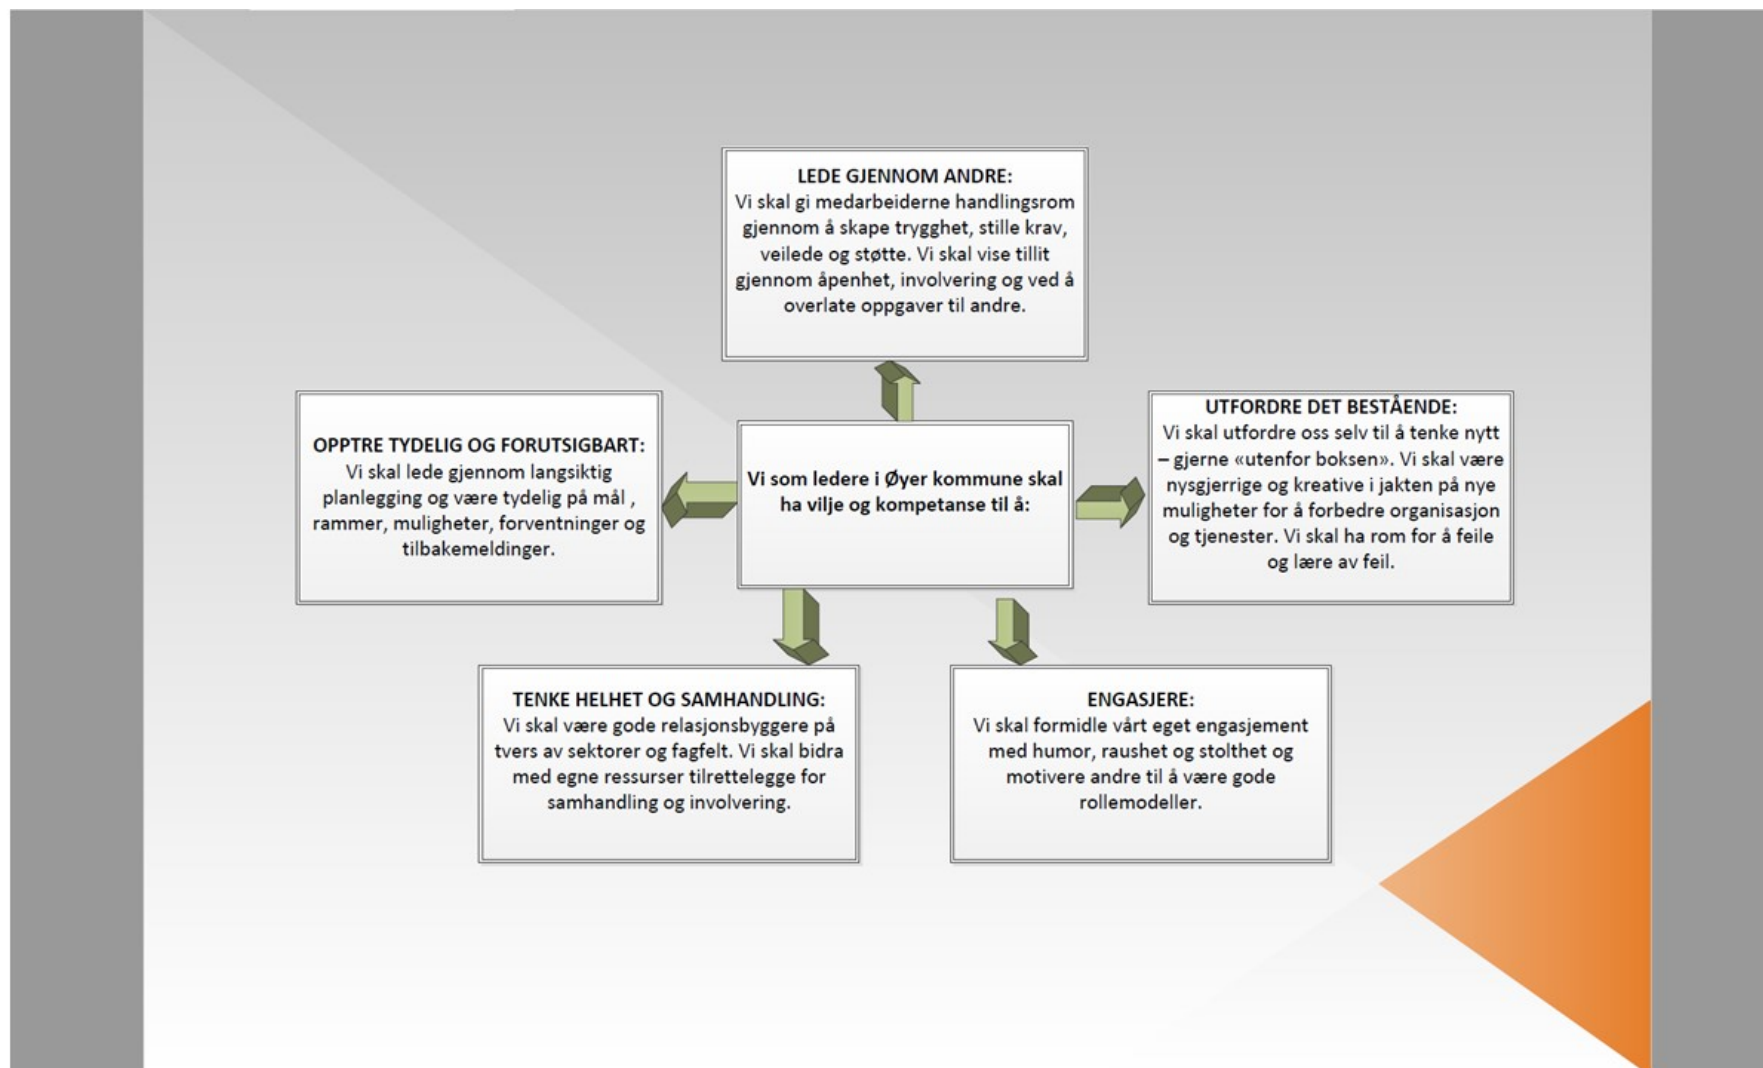 LEDE GJENNOM ANDRE:
Vi skal gi medarbeiderne handlingsrom
gjennom å skape trygghet, stille krav,
veilede og støtte. Vi skal vise tillit
gjennom åpenhet, involvering og ved å
overlate oppgaver til andre.
OPPTRE TYDELIG OG FORUTSIGBART:
Vi skal lede gjennom langsiktig
planlegging og være tydelig på mål ,
rammer, muligheter, forventninger og
tilbakemeldinger.
Vi som ledere i Øyer kommune skal
ha vilje og kompetanse til å:
UTFORDRE DET BESTÅENDE:
Vi skal utfordre oss selv til å tenke nytt
– gjerne «utenfor boksen». Vi skal være
nysgjerrige og kreative i jakten på nye
muligheter for å forbedre organisasjon
og tjenester. Vi skal ha rom for å feile
og lære av feil.
TENKE HELHET OG SAMHANDLING:
Vi skal være gode relasjonsbyggere på
tvers av sektorer og fagfelt. Vi skal bidra
med egne ressurser tilrettelegge for
samhandling og involvering.
ENGASJERE:
Vi skal formidle vårt eget engasjement
med humor, raushet og stolthet og
motivere andre til å være gode
rollemodeller.